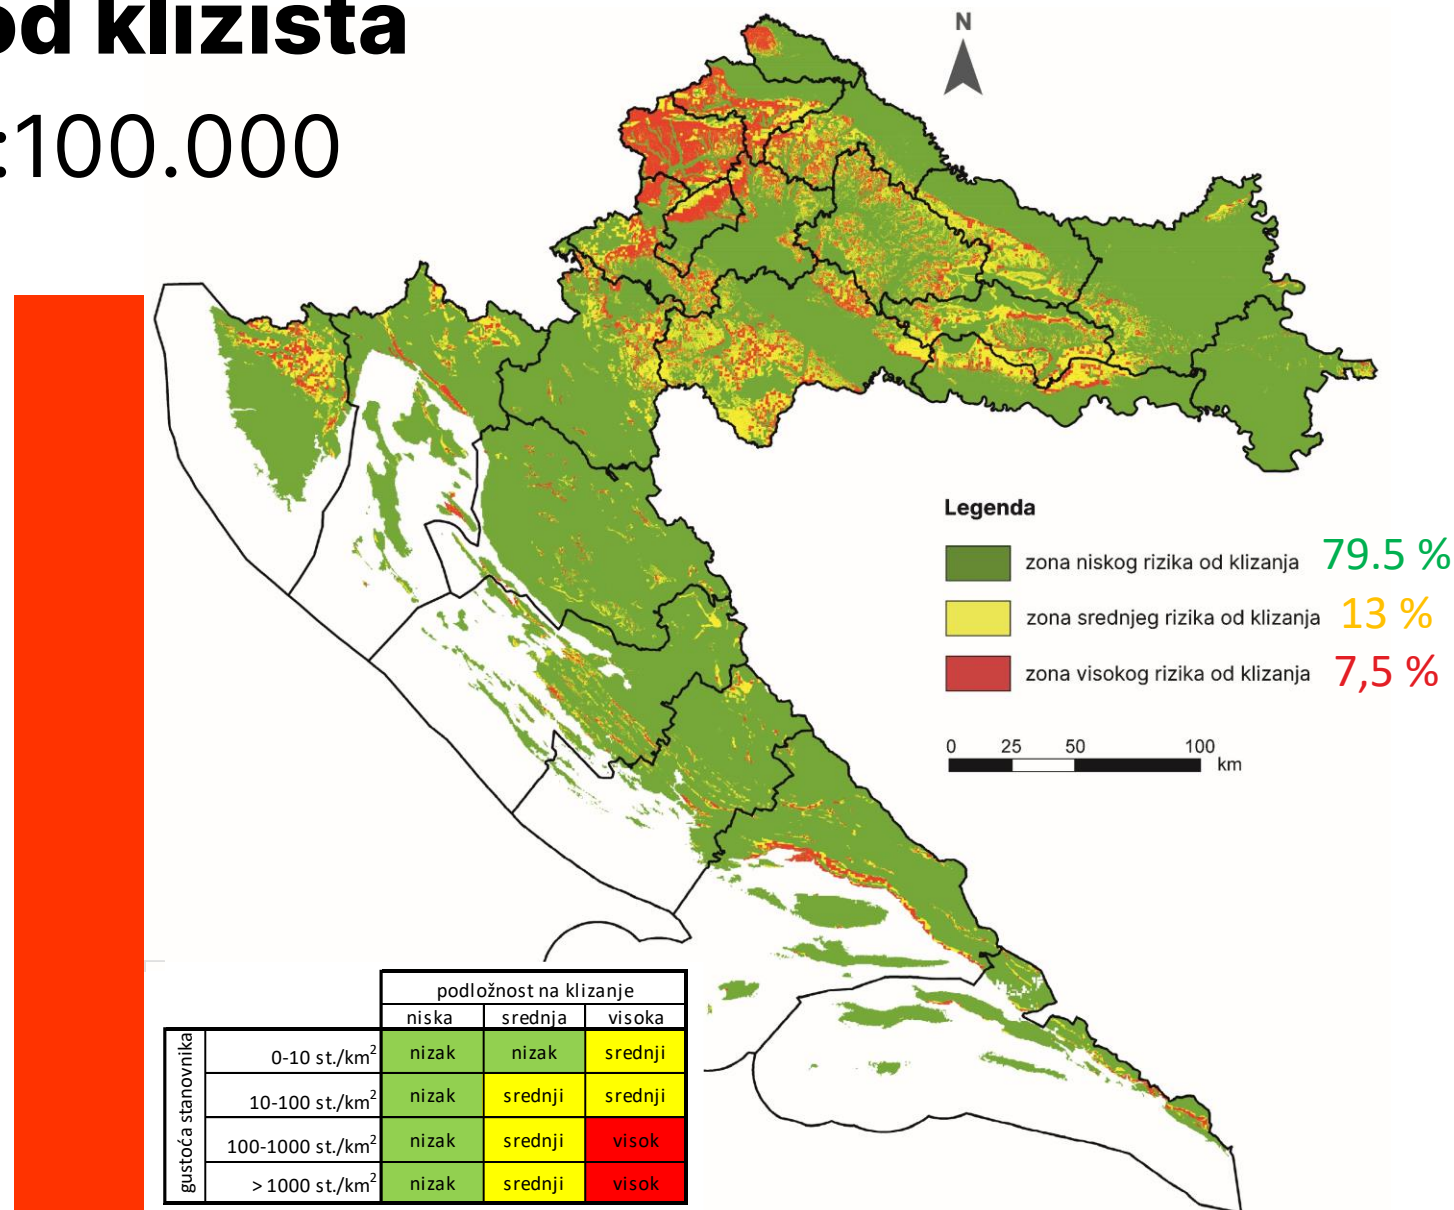 od klizišta
:100.000
N
Legenda
zona niskog rizika od klizanja 79.5 %
zona srednjeg rizika od klizanja 13 %
zona visokog rizika od klizanja 7,5 %
0 25 50 100
km
podložnost na klizanje
niska srednja visoka
gustoća stanovnika
0-10 st./km² nizak nizak srednji
10-100 st./km² nizak srednji srednji
100-1000 st./km² nizak srednji visok
> 1000 st./km² nizak srednji visok